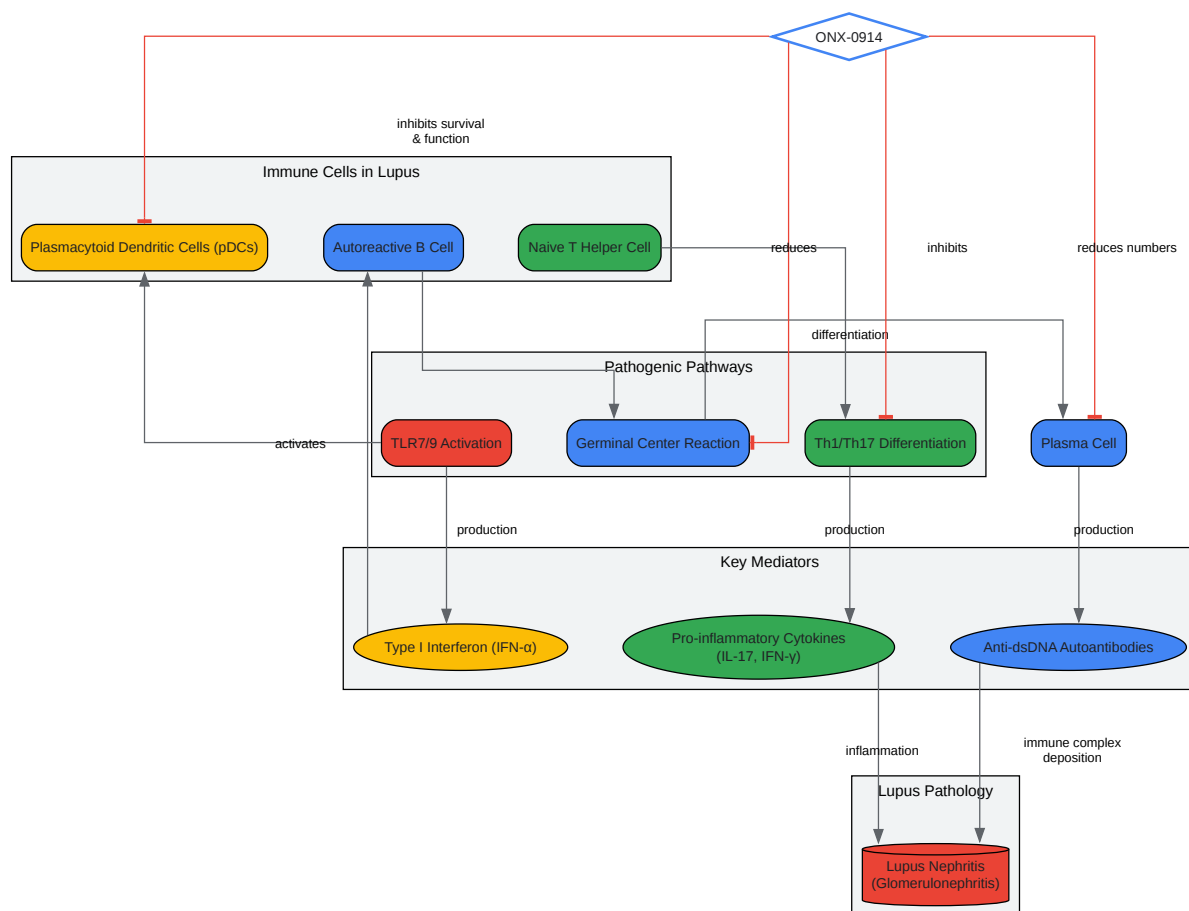 ONX-0914
inhibits survival
& function
Immune Cells in Lupus
Plasmacytoid Dendritic Cells (pDCs)
Autoreactive B Cell
Naive T Helper Cell
reduces
inhibits
reduces numbers
differentiation
Pathogenic Pathways
activates
TLR7/9 Activation
Germinal Center Reaction
Th1/Th17 Differentiation
Plasma Cell
production
production
production
Key Mediators
Type I Interferon (IFN-α)
Pro-inflammatory Cytokines
(IL-17, IFN-γ)
Anti-dsDNA Autoantibodies
inflammation
immune complex
deposition
Lupus Pathology
Lupus Nephritis
(Glomerulonephritis)